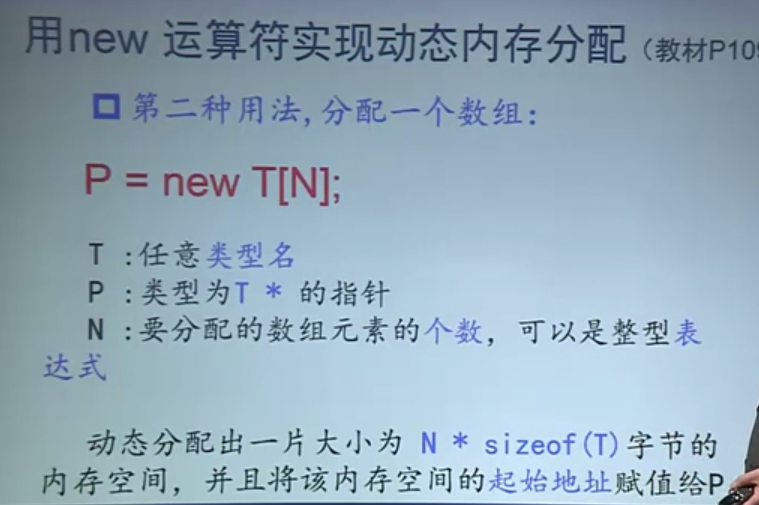 用new 运算符实现动态内存分配（教材P109
第二种用法,分配一个数组:
P = new T[N];
T :任意类型名
P :类型为T * 的指针
N :要分配的数组元素的个数，可以是整型表
达式
动态分配出一片大小为 N * sizeof(T)字节的
内存空间，并且将该内存空间的起始地址赋值给P